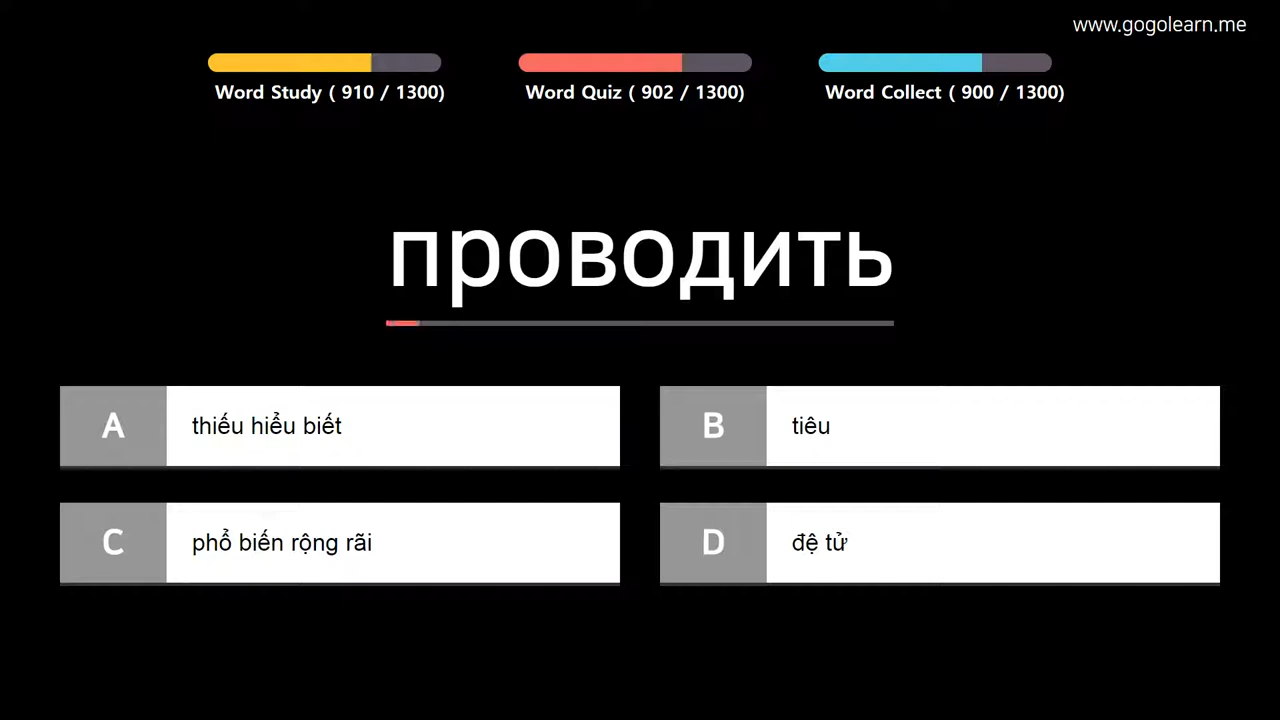 www.gogolearn.me
Word Study ( 910 / 1300)
Word Quiz ( 902 / 1300)
Word Collect ( 900 / 1300)
проводить
A thiếu hiểu biết
B tiêu
C phổ biến rộng rãi
D đệ tử